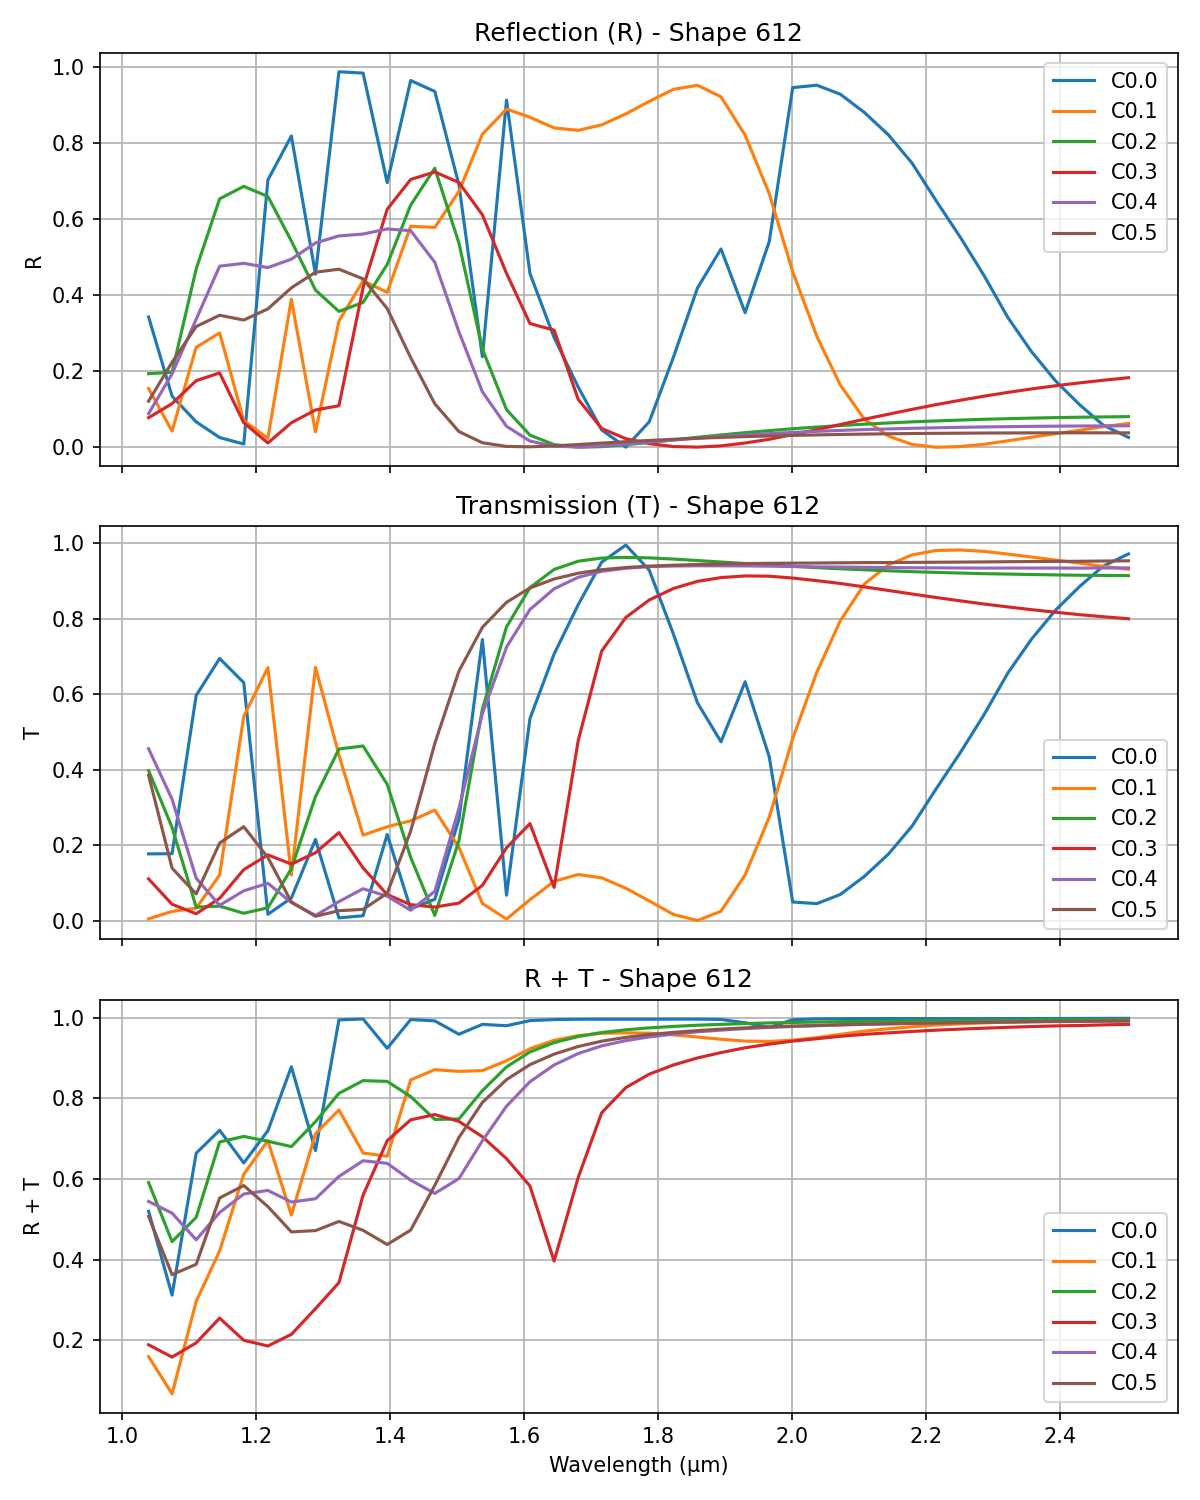 Reflection (R) - Shape 612
1.0
0.8
0.6
0.4
0.2
0.0
R
C0.0
C0.1
C0.2
C0.3
C0.4
C0.5
Transmission (T) - Shape 612
1.0
0.8
0.6
0.4
0.2
0.0
T
C0.0
C0.1
C0.2
C0.3
C0.4
C0.5
R + T - Shape 612
1.0
0.8
0.6
0.4
0.2
R + T
C0.0
C0.1
C0.2
C0.3
C0.4
C0.5
1.0 1.2 1.4 1.6 1.8 2.0 2.2 2.4
Wavelength (μm)